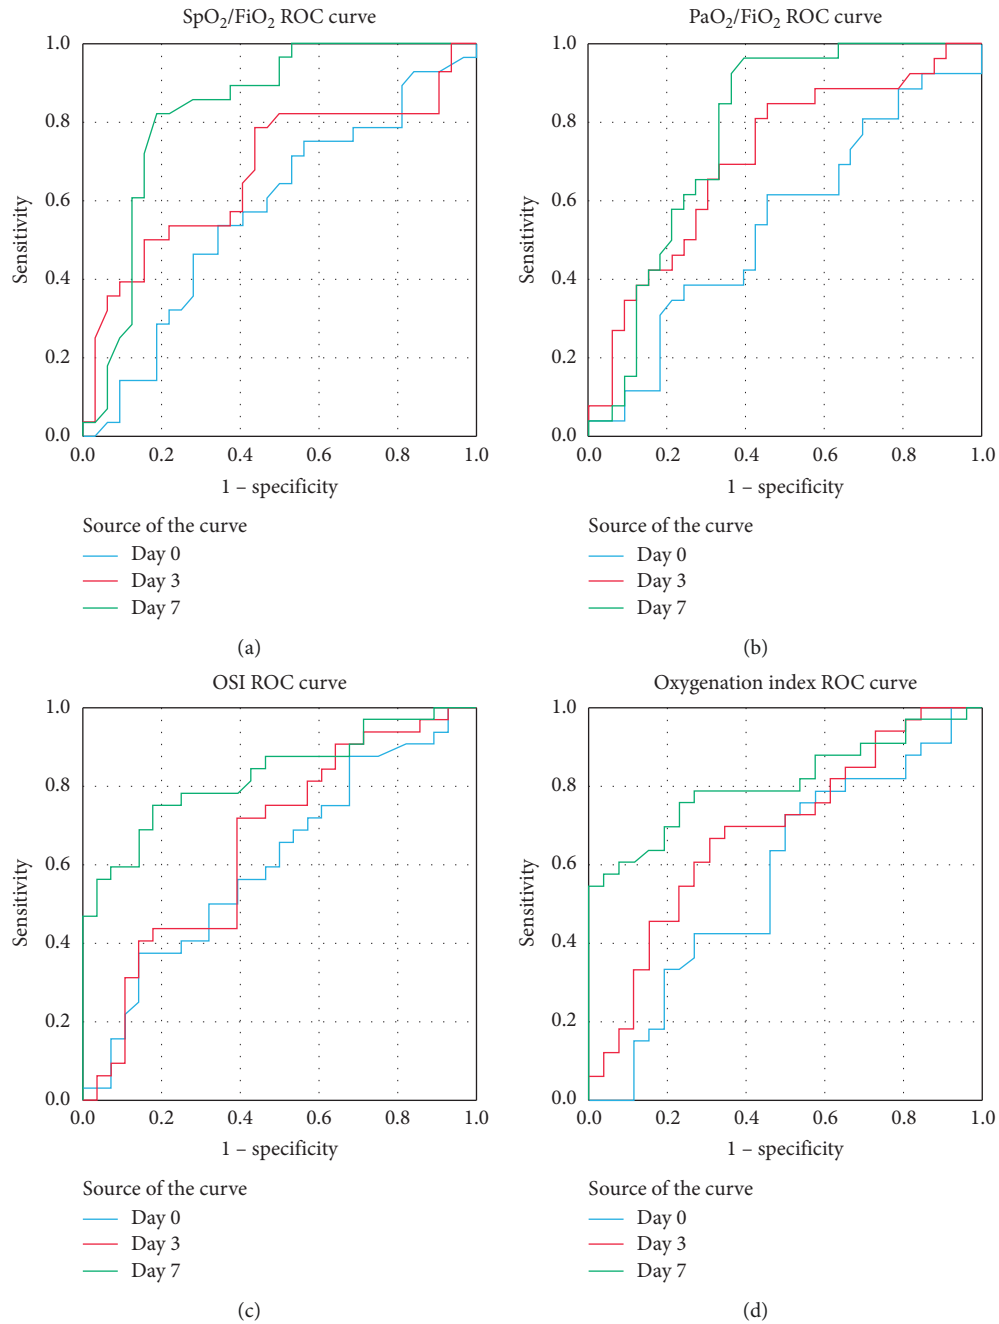 SpO₂/FiO₂ ROC curve
1.0
0.8
0.6
0.4
0.2
0.0
Sensitivity
0.0 0.2 0.4 0.6 0.8 1.0
1 – specificity
Source of the curve
Day 0
Day 3
Day 7
(a)
PaO₂/FiO₂ ROC curve
1.0
0.8
0.6
0.4
0.2
0.0
Sensitivity
0.0 0.2 0.4 0.6 0.8 1.0
1 – specificity
Source of the curve
Day 0
Day 3
Day 7
(b)
OSI ROC curve
1.0
0.8
0.6
0.4
0.2
0.0
Sensitivity
0.0 0.2 0.4 0.6 0.8 1.0
1 – specificity
Source of the curve
Day 0
Day 3
Day 7
(c)
Oxygenation index ROC curve
1.0
0.8
0.6
0.4
0.2
0.0
Sensitivity
0.0 0.2 0.4 0.6 0.8 1.0
1 – specificity
Source of the curve
Day 0
Day 3
Day 7
(d)